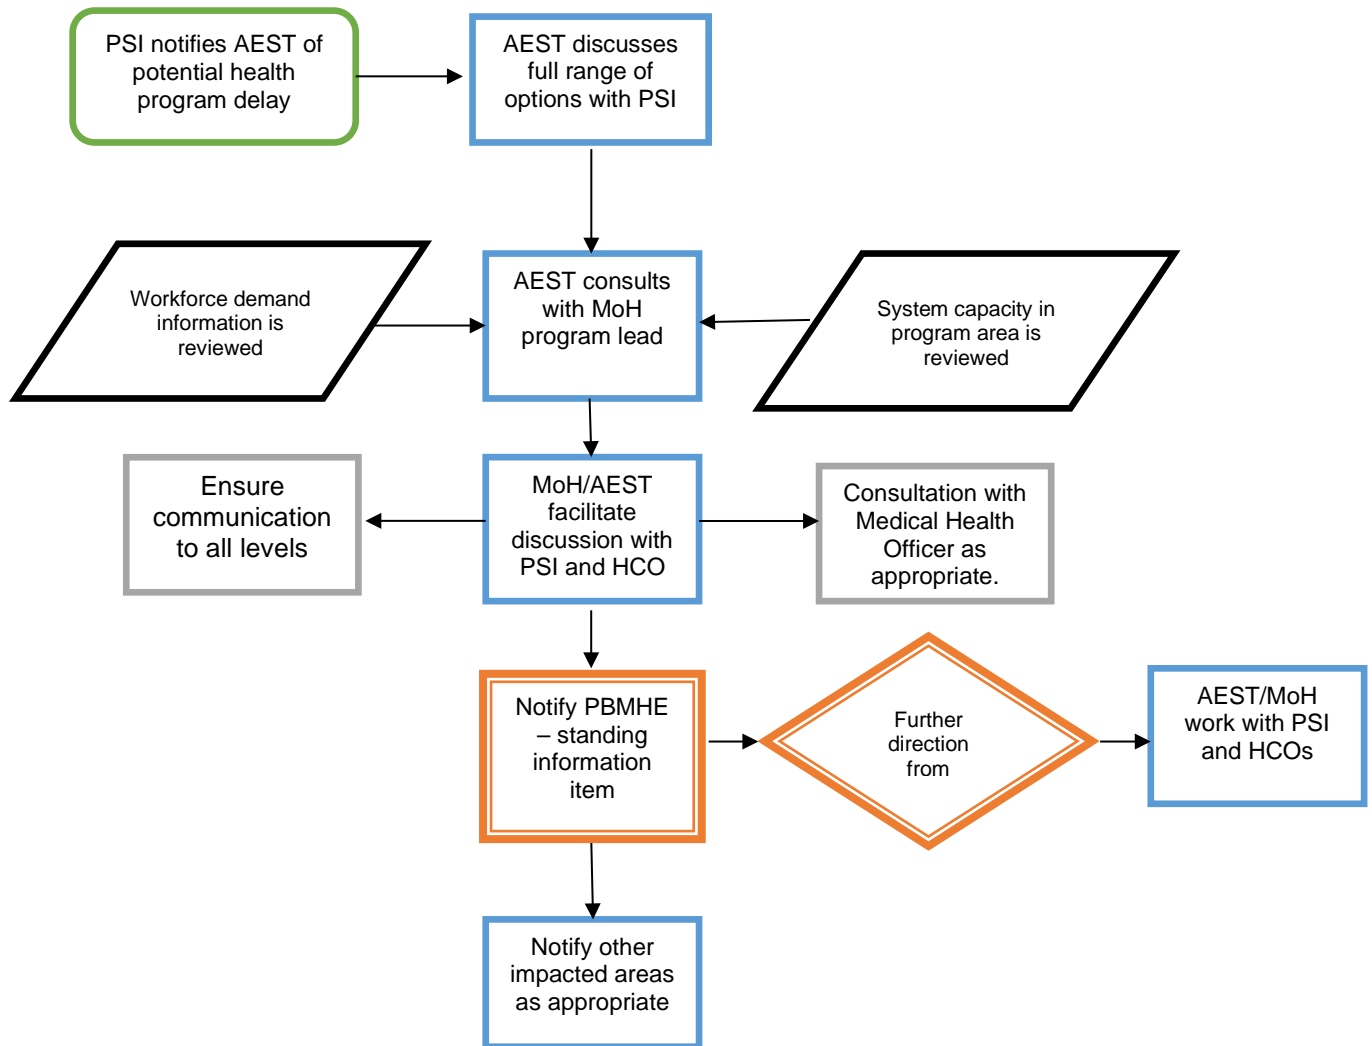 PSI notifies AEST of
potential health
program delay
AEST discusses
full range of
options with PSI
Workforce demand
information is
reviewed
AEST consults
with MoH
program lead
System capacity in
program area is
reviewed
Ensure
communication
to all levels
MoH/AEST
facilitate
discussion with
PSI and HCO
Consultation with
Medical Health
Officer as
appropriate.
Notify PBMHE
– standing
information
item
Further
direction
from
AEST/MoH
work with PSI
and HCOs
Notify other
impacted areas
as appropriate